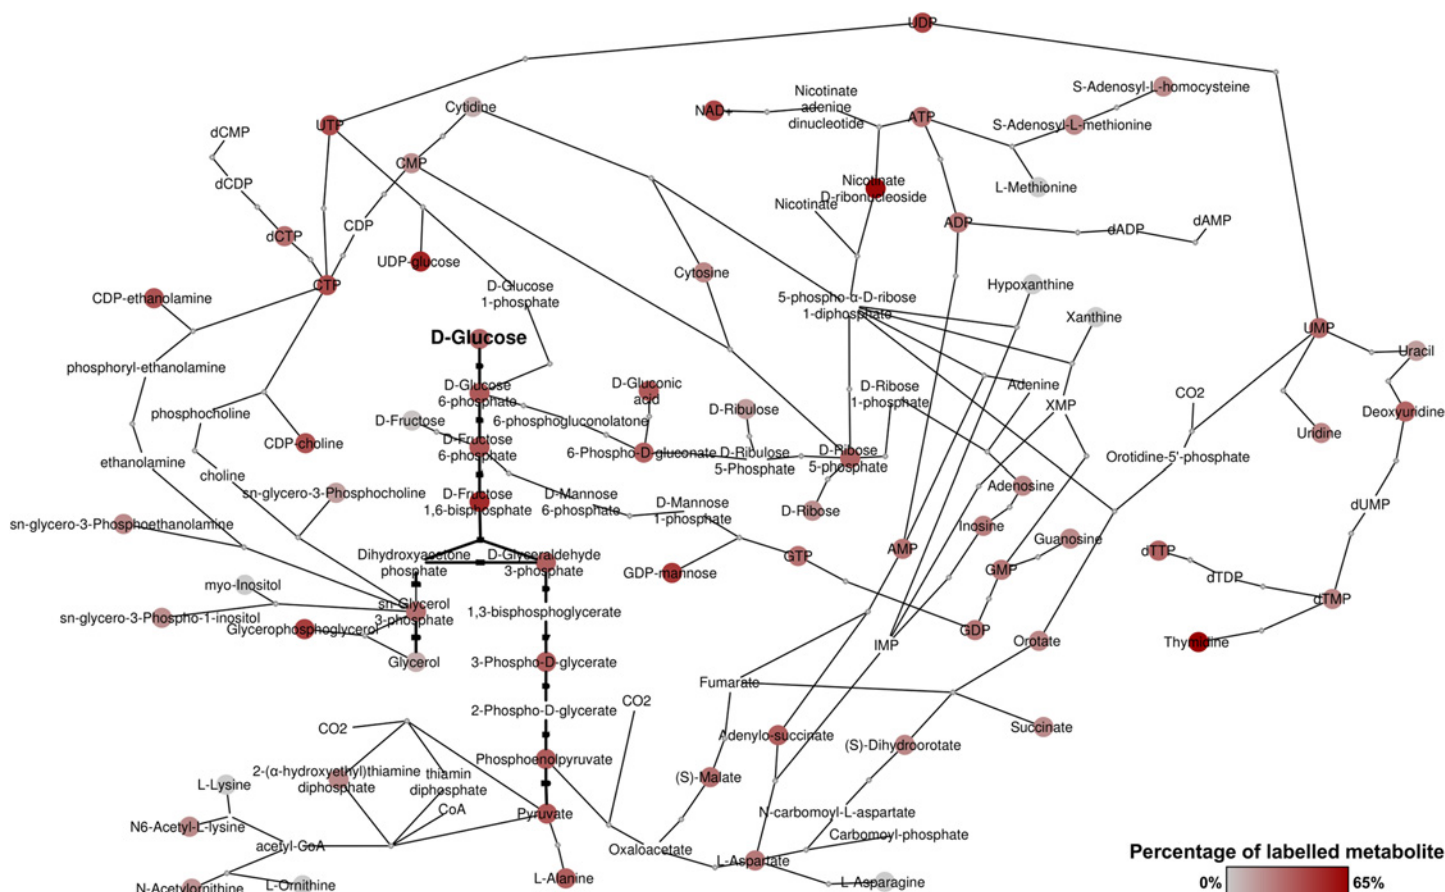 UDP
S-Adenosyl-L-homocysteine
Nicotinate
adenine
dinucleotide
NAD+
ATP
Cytidine
UTP
S-Adenosyl-L-methionine
dCMP
CMP
dCDP
Nicotinate
D-ribonucleoside
L-Methionine
Nicotinate
CDP
ADP
dAMP
dADP
dCTP
UDP-glucose
Cytosine
CTP
D-Glucose
1-phosphate
Hypoxanthine
CDP-ethanolamine
5-phospho-α-D-ribose
1-diphosphate
Xanthine
UMP
D-Glucose
Uracil
phosphoryl-ethanolamine
D-Glucose
6-phosphate
D-Gluconic
acid
D-Ribose
1-phosphate
Adenine
CO2
XMP
phosphocholine
D-Fructose
6-phosphogluconolatone
D-Ribulose
Deoxyuridine
Uridine
CDP-choline
D-Fructose
6-phosphate
6-Phospho-D-gluconate
D-Ribulose
5-Phosphate
D-Ribose
5-phosphate
Orotidine-5'-phosphate
ethanolamine
choline
sn-glycero-3-Phosphocholine
D-Fructose
1,6-bisphosphate
D-Mannose
6-phosphate
D-Mannose
1-phosphate
D-Ribose
Adenosine
dUMP
sn-glycero-3-Phosphoethanolamine
Inosine
Guanosine
Dihydroxyacetone
phosphate
D-Glyceraldehyde
3-phosphate
GTP
AMP
dTTP
GDP-mannose
GMP
dTDP
myo-Inositol
sn-Glycerol
3-phosphate
1,3-bisphosphoglycerate
dTMP
sn-glycero-3-Phospho-1-inositol
Glycerophosphoglycerol
GDP
IMP
Orotate
Thymidine
Glycerol
3-Phospho-D-glycerate
Fumarate
CO2
2-Phospho-D-glycerate
CO2
Succinate
Adenylo-succinate
(S)-Dihydroorotate
Phosphoenolpyruvate
L-Lysine
2-(α-hydroxyethyl)thiamine
diphosphate
thiamin
diphosphate
(S)-Malate
CoA
Pyruvate
N-carbomoyl-L-aspartate
N6-Acetyl-L-lysine
Carbomoyl-phosphate
acetyl-CoA
Oxaloacetate
L-Aspartate
Percentage of labelled metabolite
L-Alanine
L-Asparagine
0%
65%
N-Acetylornithine
L-Ornithine